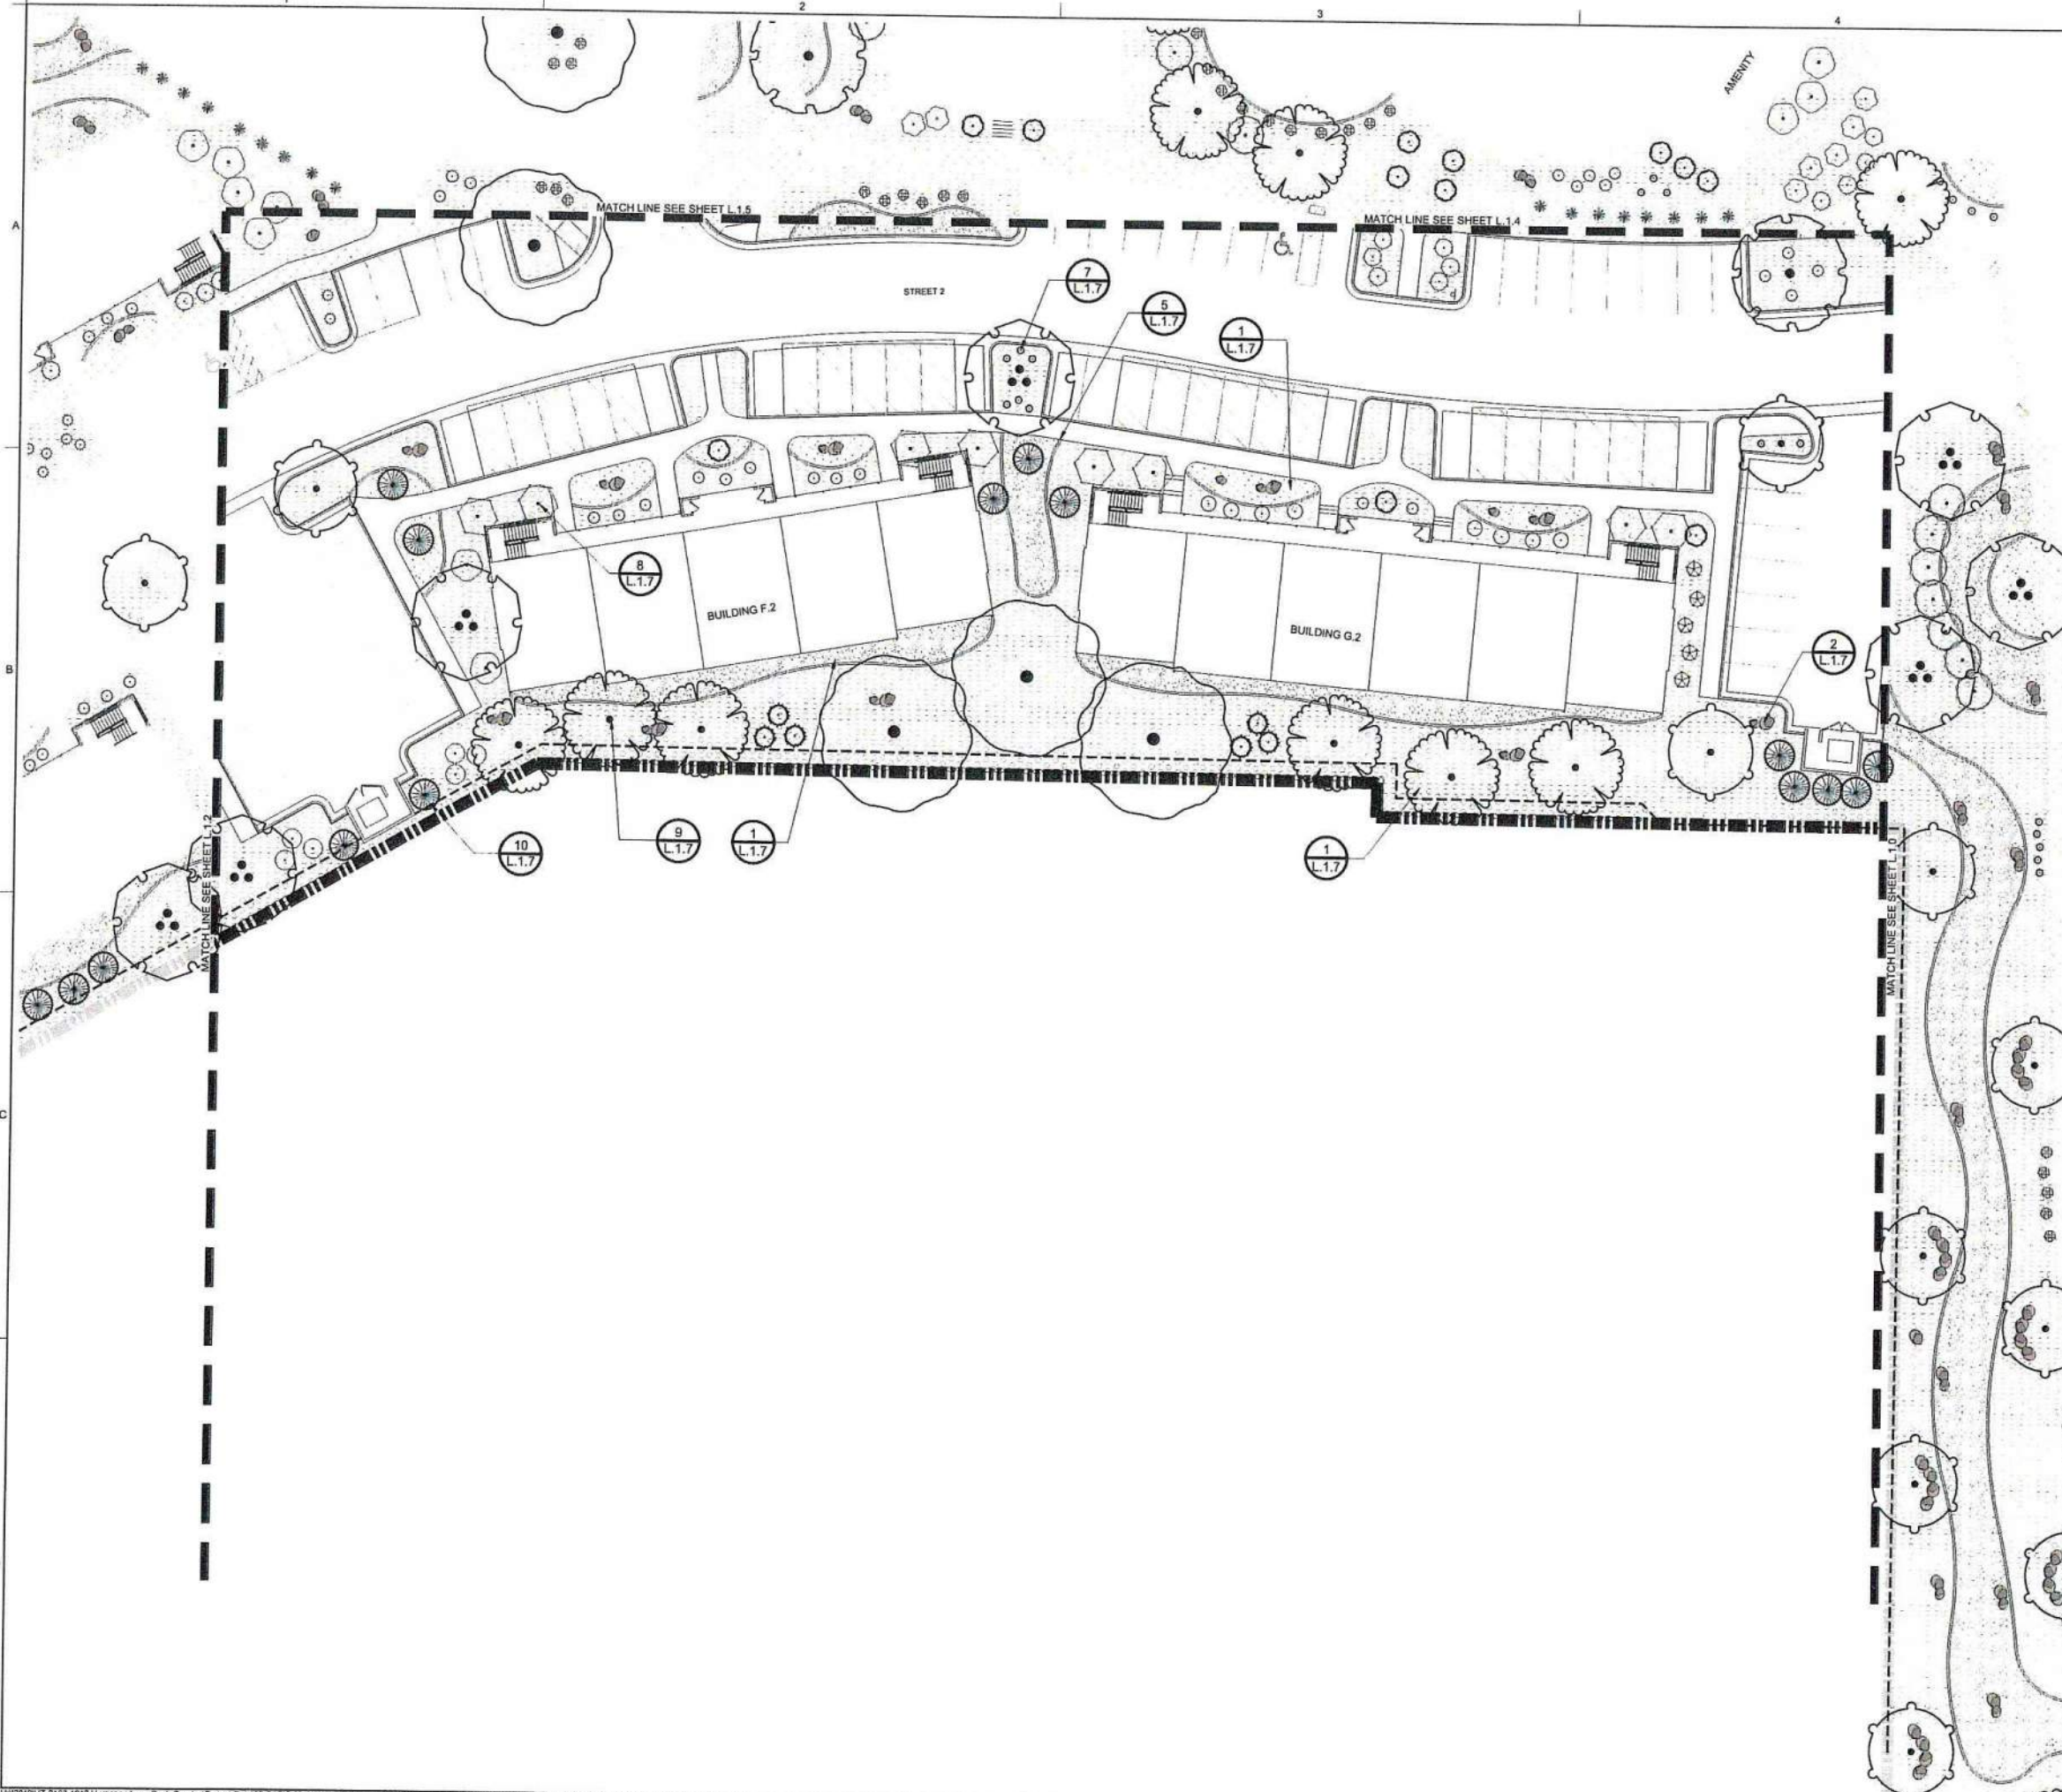 2
3
4
AMENITY
A
MATCH LINE SEE SHEET L.1.5
MATCH LINE SEE SHEET L.1.4
STREET 2
7
L.1.7
5
L.1.7
1
L.1.7
8
L.1.7
BUILDING F.2
BUILDING G.2
2
L.1.7
B
10
L.1.7
9
L.1.7
1
L.1.7
1
L.1.7
MATCH LINE SEE SHEET L.1.2
MATCH LINE SEE SHEET L.1.0
C